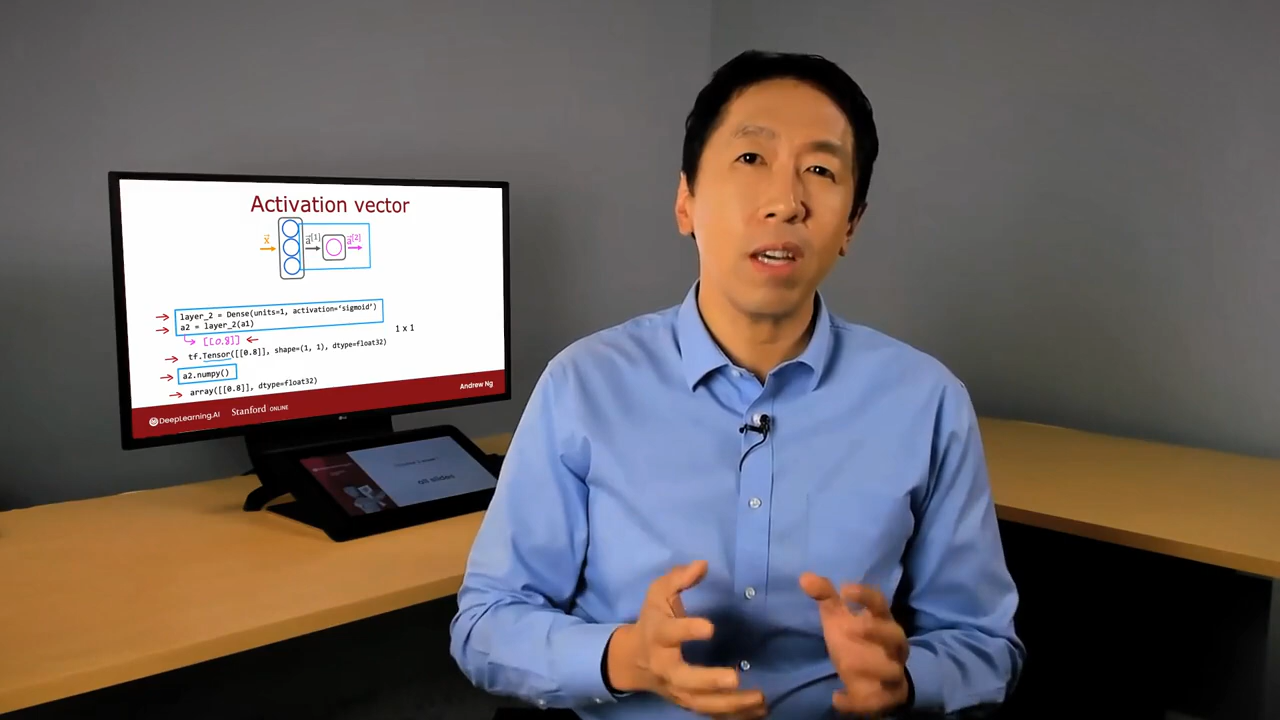 Activation vector
x⃗ a⃗[1] a⃗[2]
layer_2 = Dense(units=1, activation='sigmoid')
a2 = layer_2(a1)
[[0.8]]
1 x 1
tf.Tensor([[0.8]], shape=(1, 1), dtype=float32)
a2.numpy()
array([[0.8]], dtype=float32)
DeepLearning.AI Stanford ONLINE Andrew Ng
LG